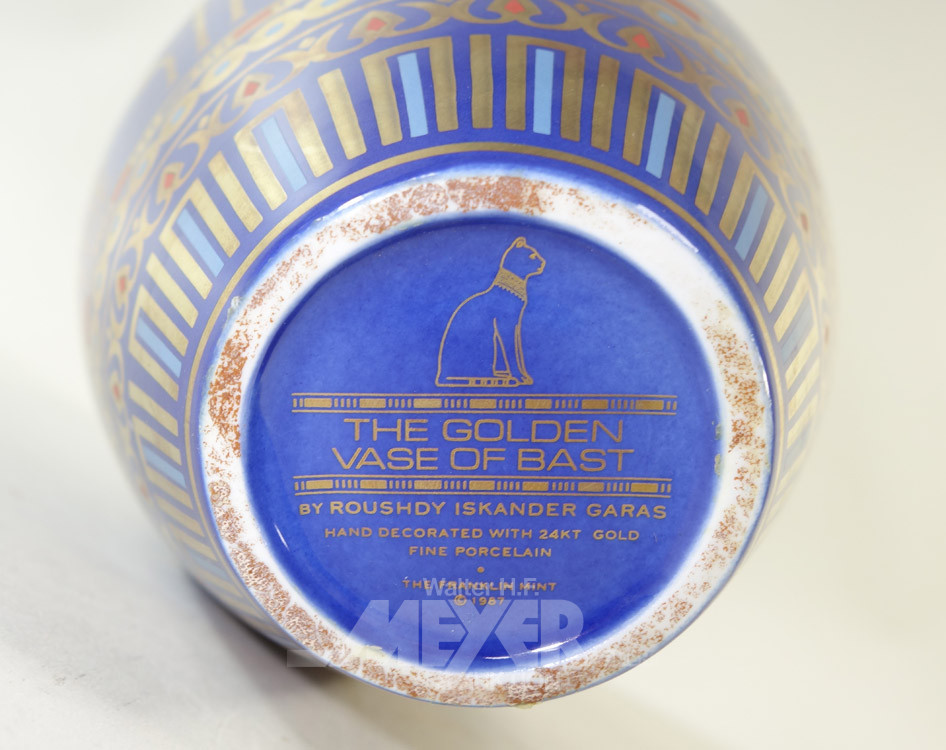 THE GOLDEN
VASE OF BAST
BY ROUSHDY ISKANDER GARAS
HAND DECORATED WITH 24KT GOLD
FINE PORCELAIN
THE FRANKLIN MINT
© 1987
Walter H.F.
MEYER